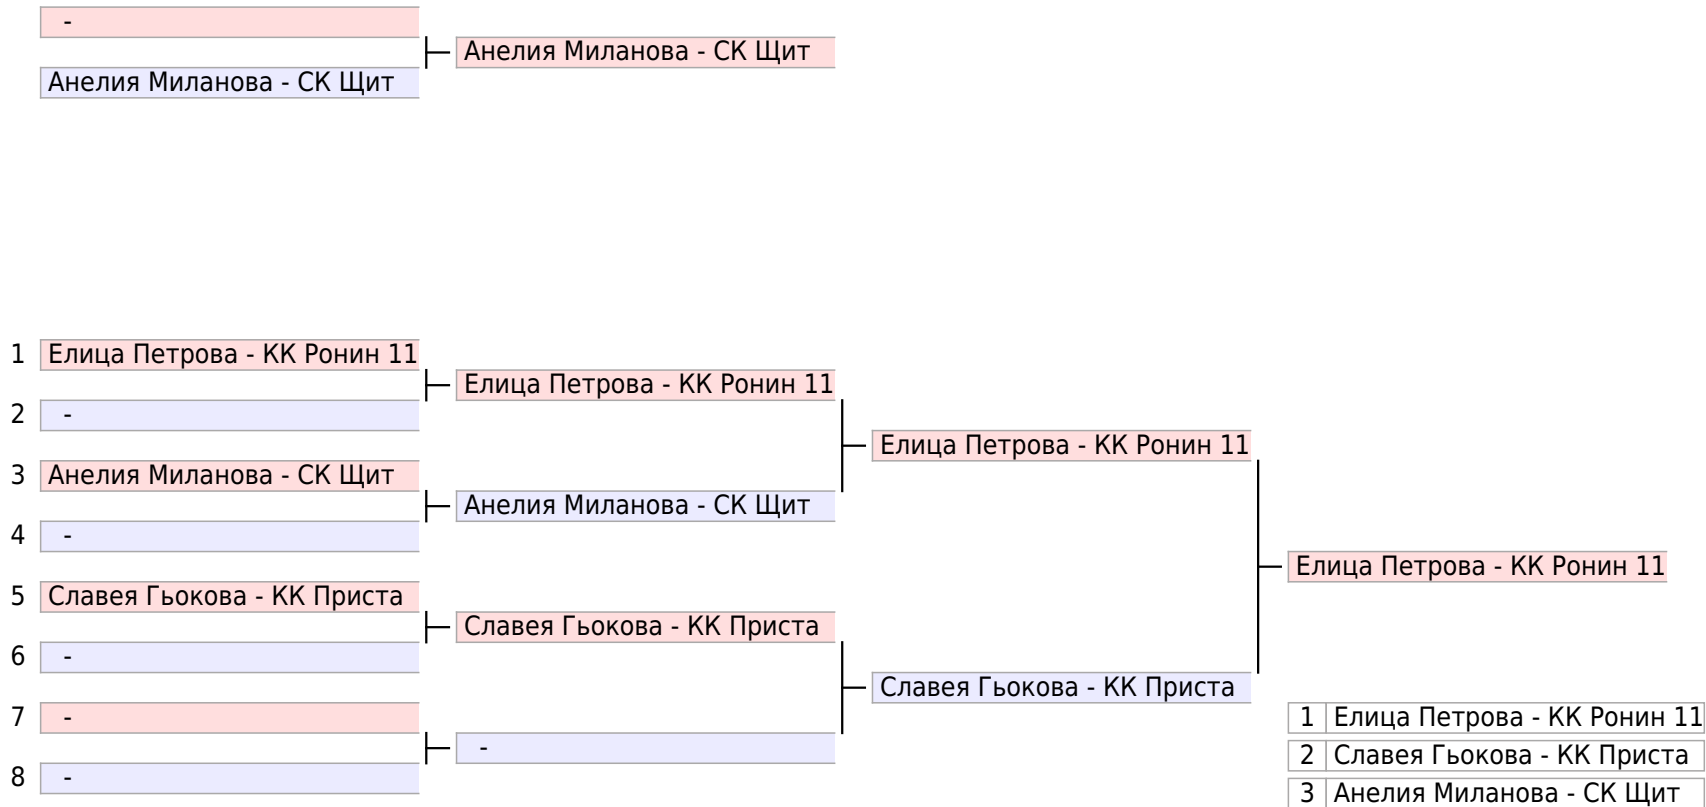 -
Анелия Миланова - СК Щит
Анелия Миланова - СК Щит
1 Елица Петрова - КК Ронин 11
Елица Петрова - КК Ронин 11
2 -
Елица Петрова - КК Ронин 11
3 Анелия Миланова - СК Щит
Анелия Миланова - СК Щит
4 -
Елица Петрова - КК Ронин 11
5 Славея Гьокова - КК Приста
Славея Гьокова - КК Приста
6 -
Славея Гьокова - КК Приста
7 -
1 Елица Петрова - КК Ронин 11
-
2 Славея Гьокова - КК Приста
8 -
3 Анелия Миланова - СК Щит